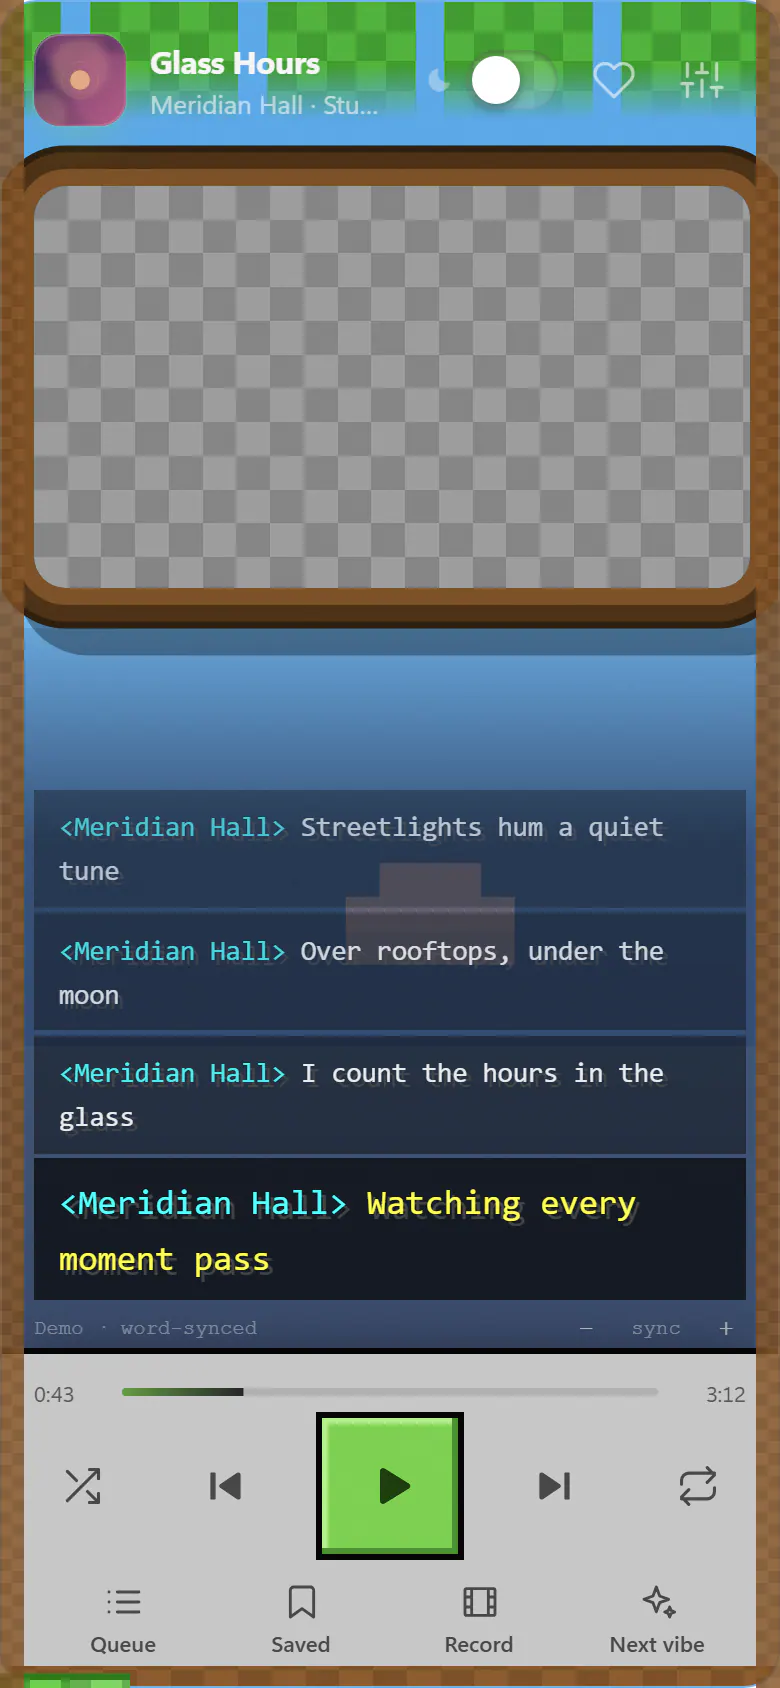 Glass Hours
Meridian Hall · Stu...
<Meridian Hall> Streetlights hum a quiet
tune
<Meridian Hall> Over rooftops, under the
moon
<Meridian Hall> I count the hours in the
glass
<Meridian Hall> Watching every
moment pass
Demo · word-synced − sync +
0:43 3:12
Queue Saved Record Next vibe